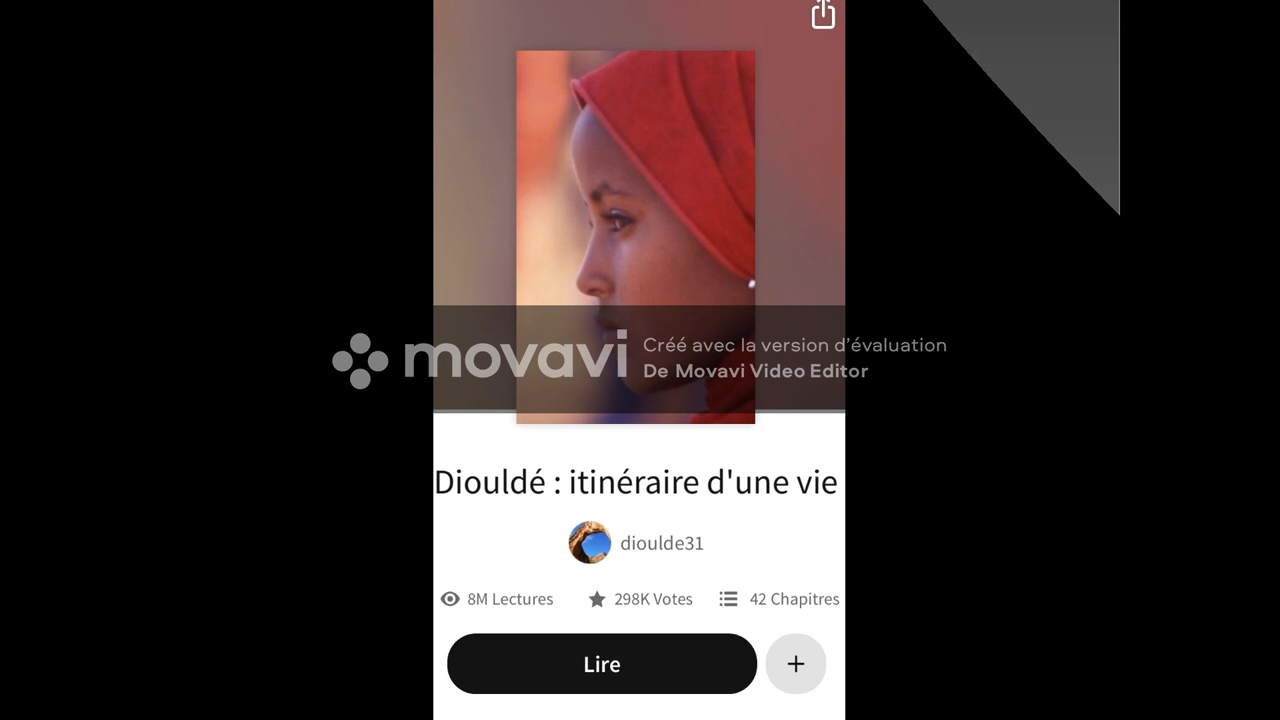 movavi
Créé avec la version d'évaluation
De Movavi Video Editor
Diouldé : itinéraire d'une vie
dioulde31
8M Lectures 298K Votes 42 Chapitres
Lire